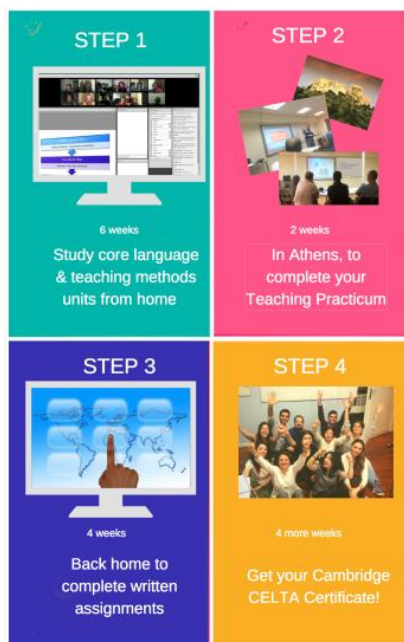 STEP 1
6 weeks
Study core language
& teaching methods
units from home
STEP 2
2 weeks
In Athens, to
complete your
Teaching Practicum
STEP 3
4 weeks
Back home to
complete written
assignments
STEP 4
4 more weeks
Get your Cambridge
CELTA Certificate!